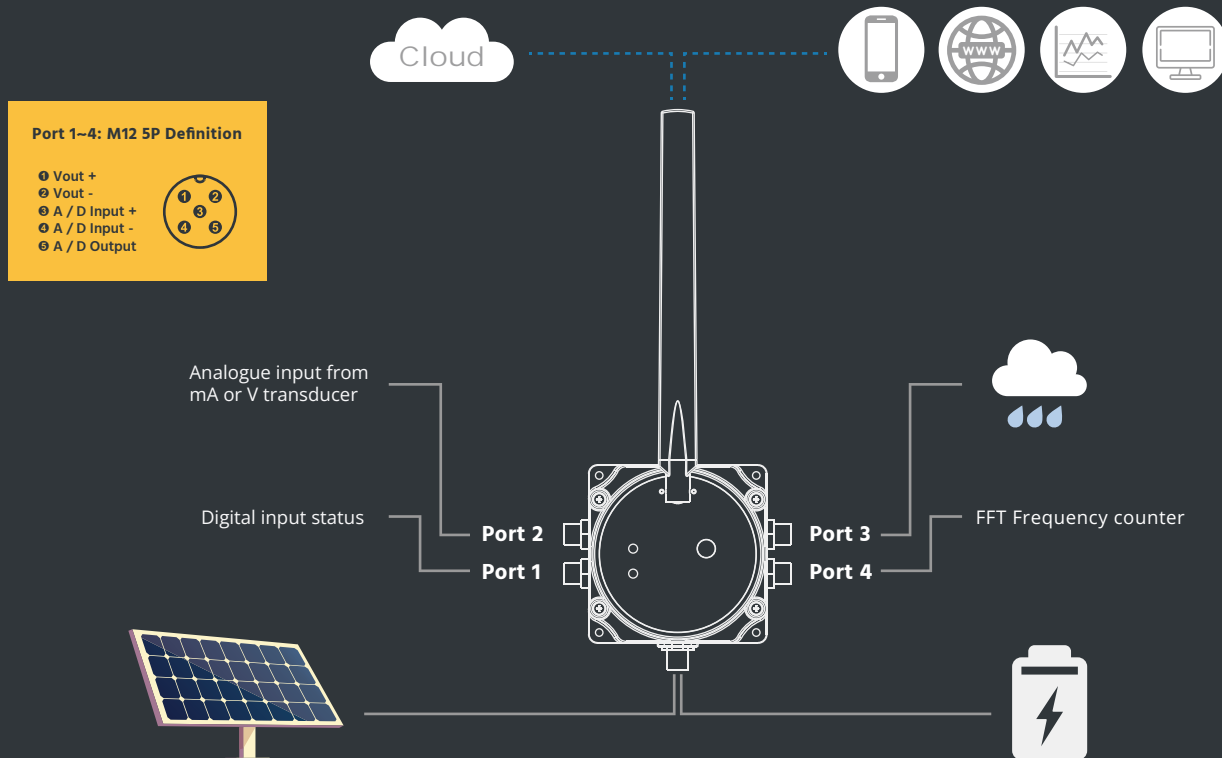 Cloud
WWW
Port 1~4: M12 5P Definition
❶ Vout +
❷ Vout -
❸ A / D Input +
❹ A / D Input -
❺ A / D Output
1 2
3
4 5
Analogue input from
mA or V transducer
Digital input status
Port 2
Port 1
Port 3
Port 4
FFT Frequency counter